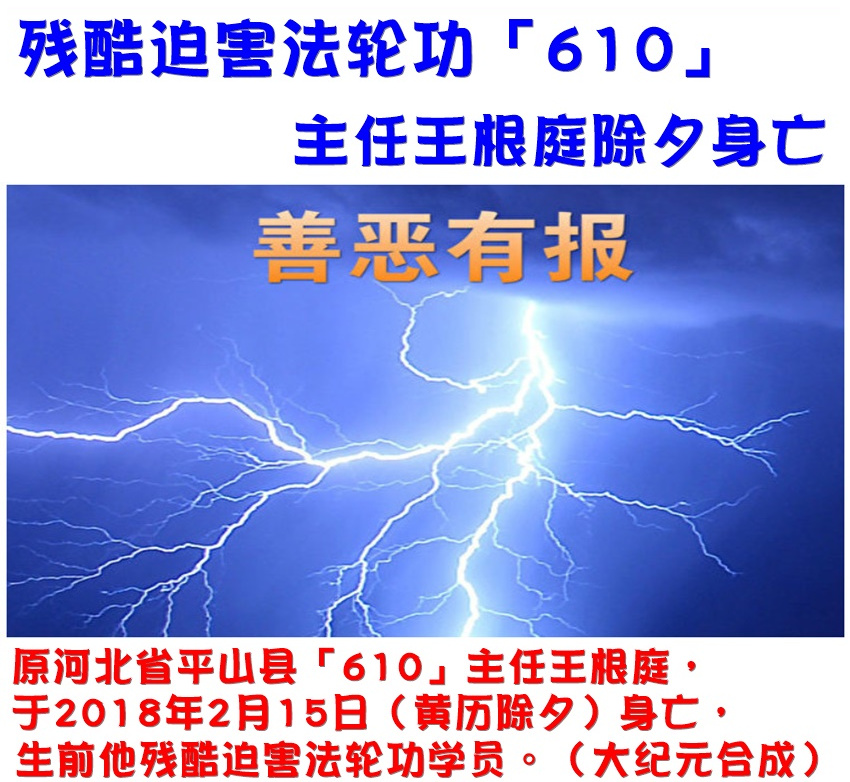 残酷迫害法轮功「610」
主任王根庭除夕身亡
善恶有报
原河北省平山县「610」主任王根庭，
于2018年2月15日（黄历除夕）身亡，
生前他残酷迫害法轮功学员。（大纪元合成）